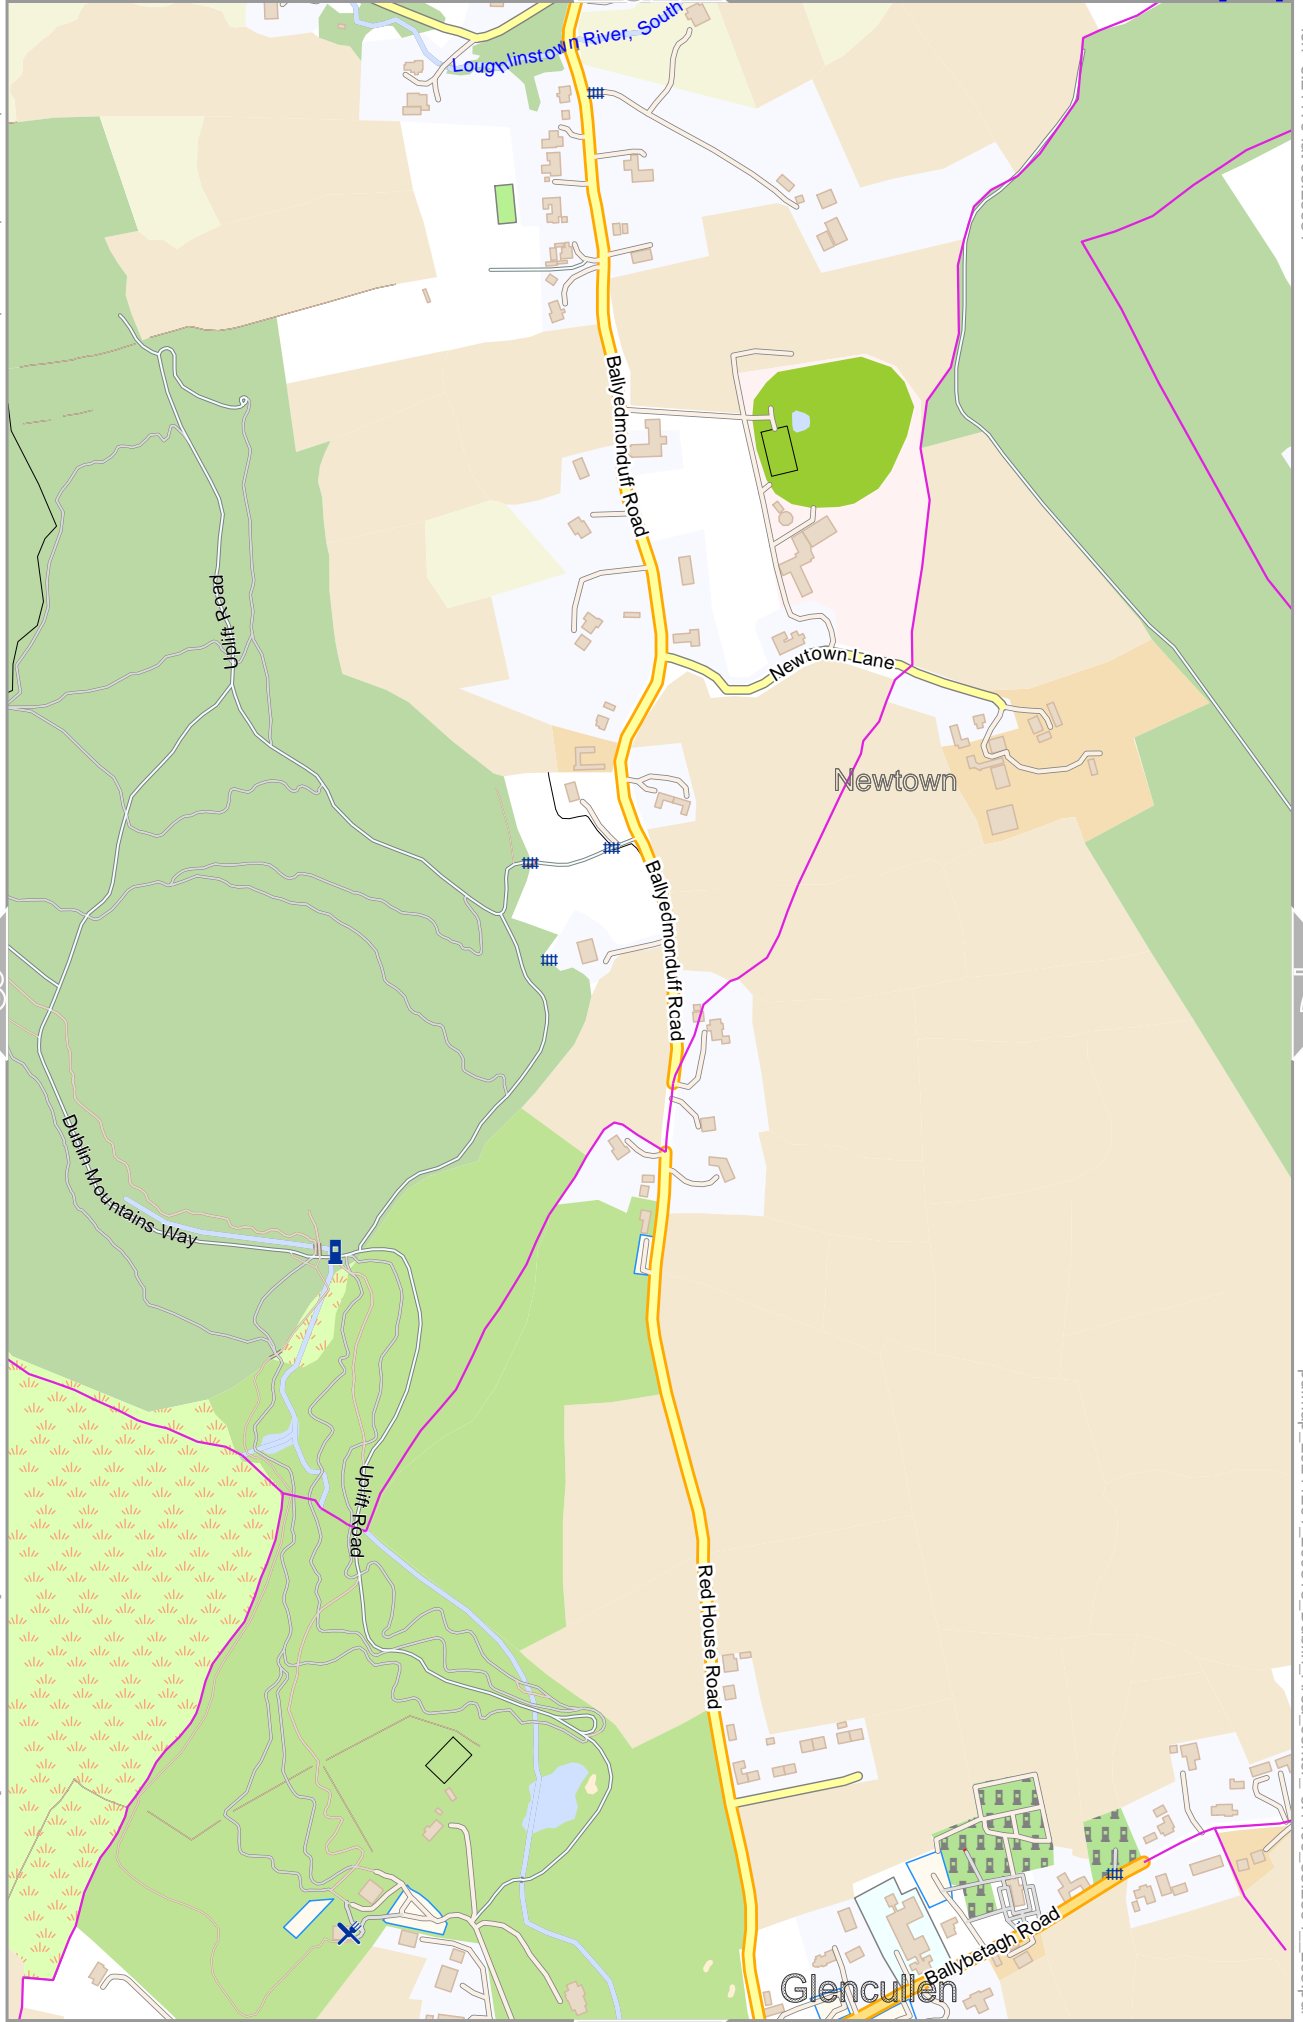 Loughlinstown River, South
Ballyedmonduff Road
Uplift Road
Newtown Lane
Newtown
Ballyedmonduff Road
Dublin Mountains Way
Uplift Road
Red House Road
Ballybetagh Road
Glencullen